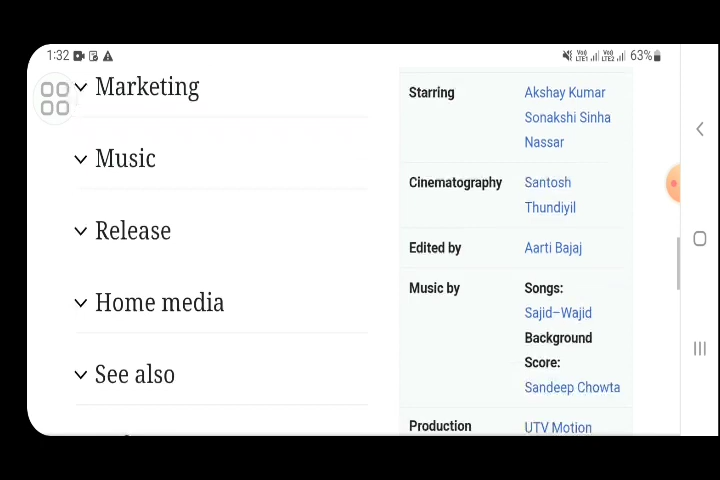 1:32
63%
Marketing
Music
Release
Home media
See also
Starring
Akshay Kumar
Sonakshi Sinha
Nassar
Cinematography
Santosh
Thundiyil
Edited by
Aarti Bajaj
Music by
Songs:
Sajid–Wajid
Background
Score:
Sandeep Chowta
Production
UTV Motion